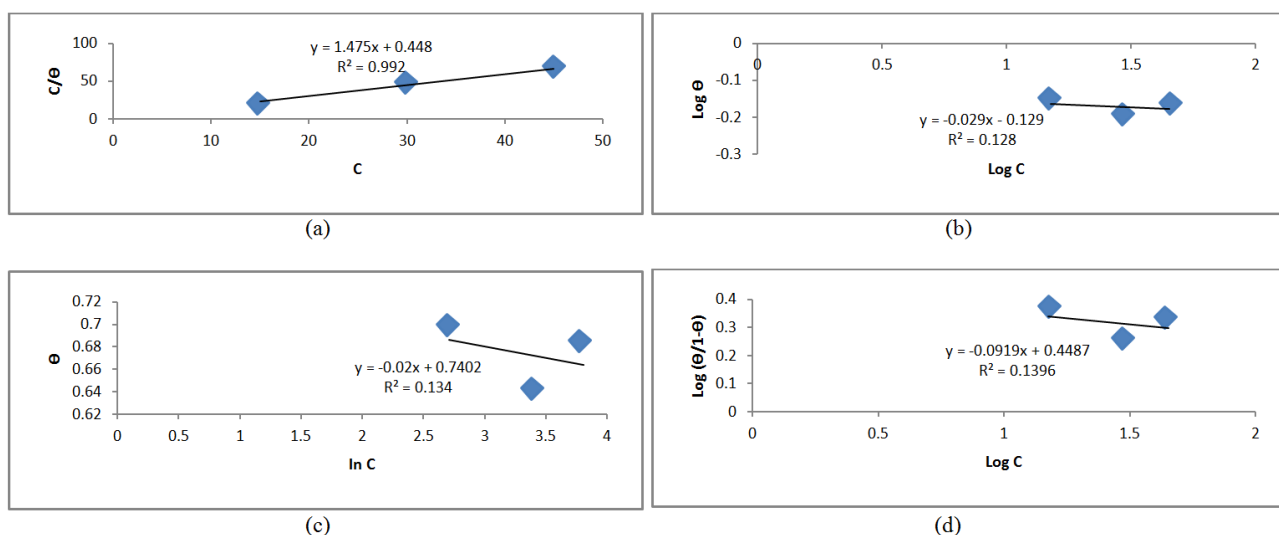 C/Ɵ
100
50
0
y = 1.475x + 0.448
R² = 0.992
0
10
20
30
40
50
C
(a)
Log Ɵ
0
-0.1
-0.2
-0.3
0
0.5
1
1.5
2
y = -0.029x - 0.129
R² = 0.128
Log C
(b)
Ɵ
0.72
0.7
0.68
0.66
0.64
0.62
y = -0.02x + 0.7402
R² = 0.134
0
0.5
1
1.5
2
2.5
3
3.5
4
ln C
(c)
Log (Ɵ/1-Ɵ)
0.4
0.3
0.2
0.1
0
y = -0.0919x + 0.4487
R² = 0.1396
0
0.5
1
1.5
2
Log C
(d)